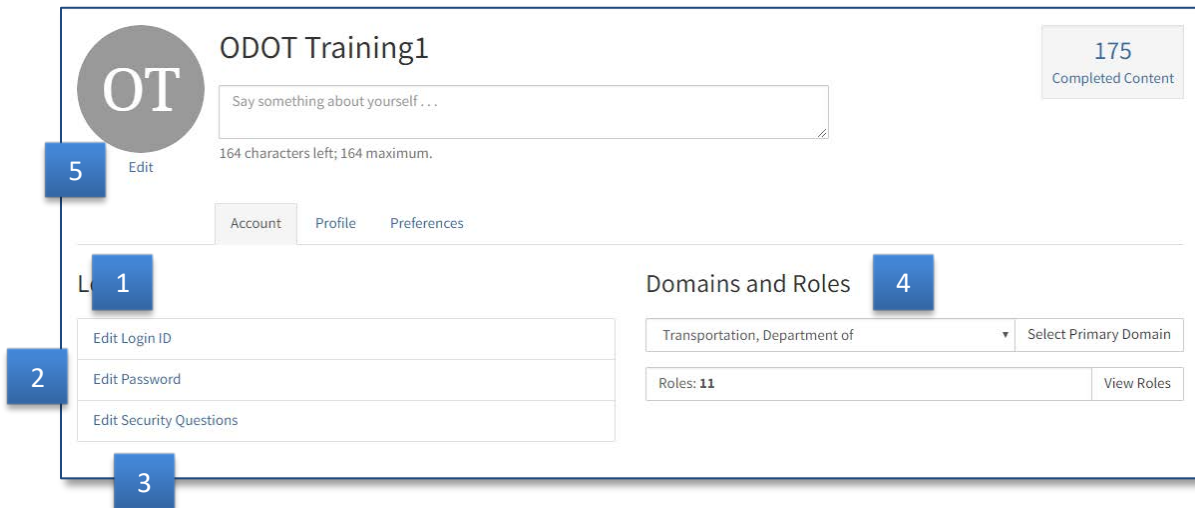 OT
ODOT Training1
175
Completed Content
Say something about yourself . . .
164 characters left; 164 maximum.
5
Edit
Account Profile Preferences
1
Domains and Roles
4
Edit Login ID
Transportation, Department of
Select Primary Domain
2
Edit Password
Roles: 11
View Roles
Edit Security Questions
3